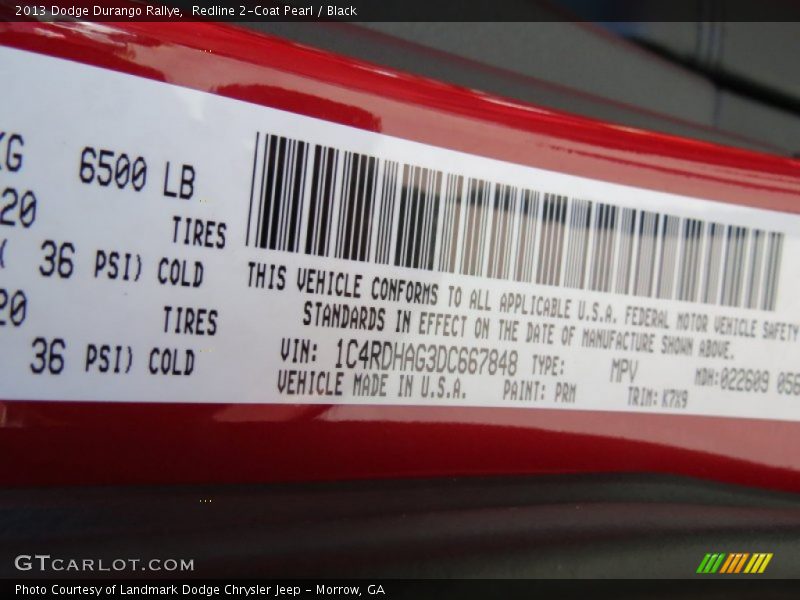 2013 Dodge Durango Rallye, Redline 2-Coat Pearl / Black
KG 6500 LB
20 TIRES
( 36 PSI) COLD
20 TIRES
36 PSI) COLD
THIS VEHICLE CONFORMS TO ALL APPLICABLE U.S.A. FEDERAL MOTOR VEHICLE SAFETY
STANDARDS IN EFFECT ON THE DATE OF MANUFACTURE SHOWN ABOVE.
VIN: 1C4RDHAG3DC667848 TYPE: MPV MDH:022609 056
VEHICLE MADE IN U.S.A. PAINT: PRM TRIM: K7X9
GTCARLOT.COM
Photo Courtesy of Landmark Dodge Chrysler Jeep - Morrow, GA